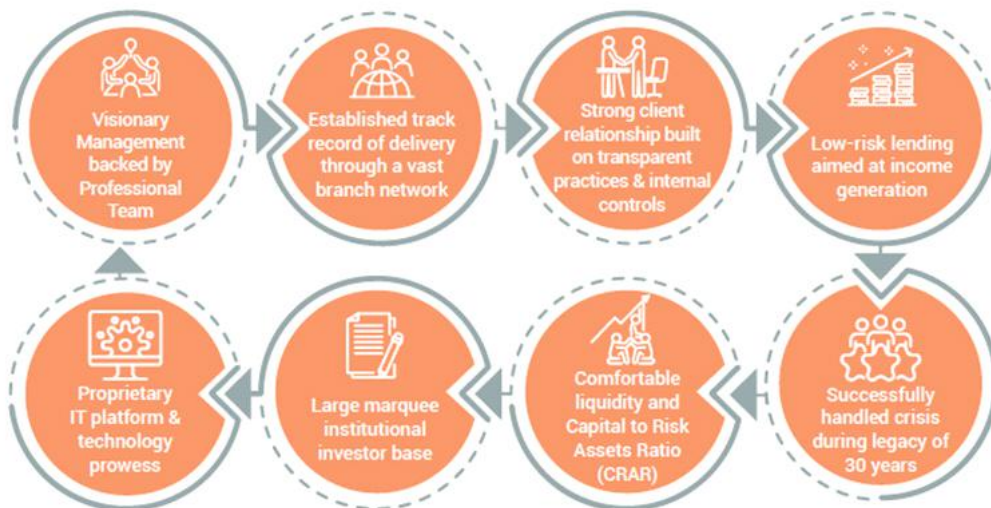 Visionary
Management
backed by
Professional
Team
Established track
record of delivery
through a vast
branch network
Strong client
relationship built
on transparent
practices & internal
controls
Low-risk lending
aimed at income
generation
Successfully
handled crisis
during legacy of
30 years
Comfortable
liquidity and
Capital to Risk
Assets Ratio
(CRAR)
Large marquee
institutional
investor base
Proprietary
IT platform &
technology
prowess